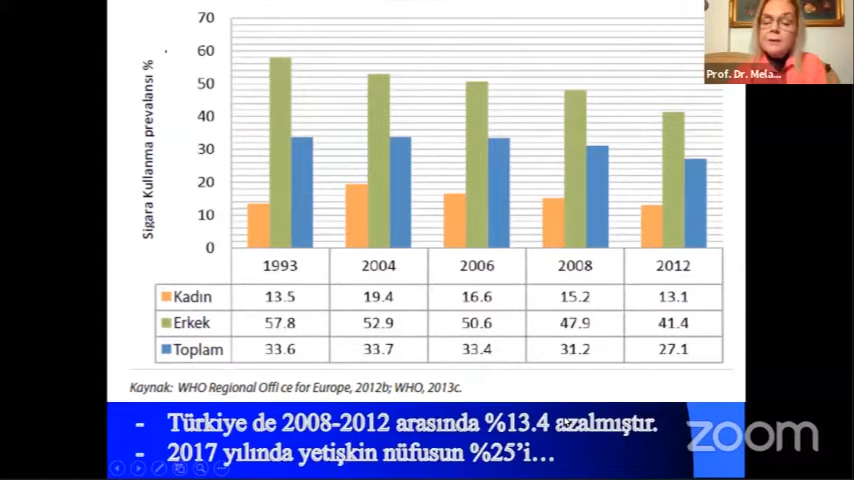 70
60
50
40
30
20
10
0
Sigara Kullanma prevalansı %
1993 2004 2006 2008 2012
Kadın 13.5 19.4 16.6 15.2 13.1
Erkek 57.8 52.9 50.6 47.9 41.4
Toplam 33.6 33.7 33.4 31.2 27.1
Kaynak: WHO Regional Offi ce for Europe, 2012b; WHO, 2013c.
- Türkiye de 2008-2012 arasında %13.4 azalmıştır.
- 2017 yılında yetişkin nüfusun %25’i…
Prof. Dr. Mela...
zoom